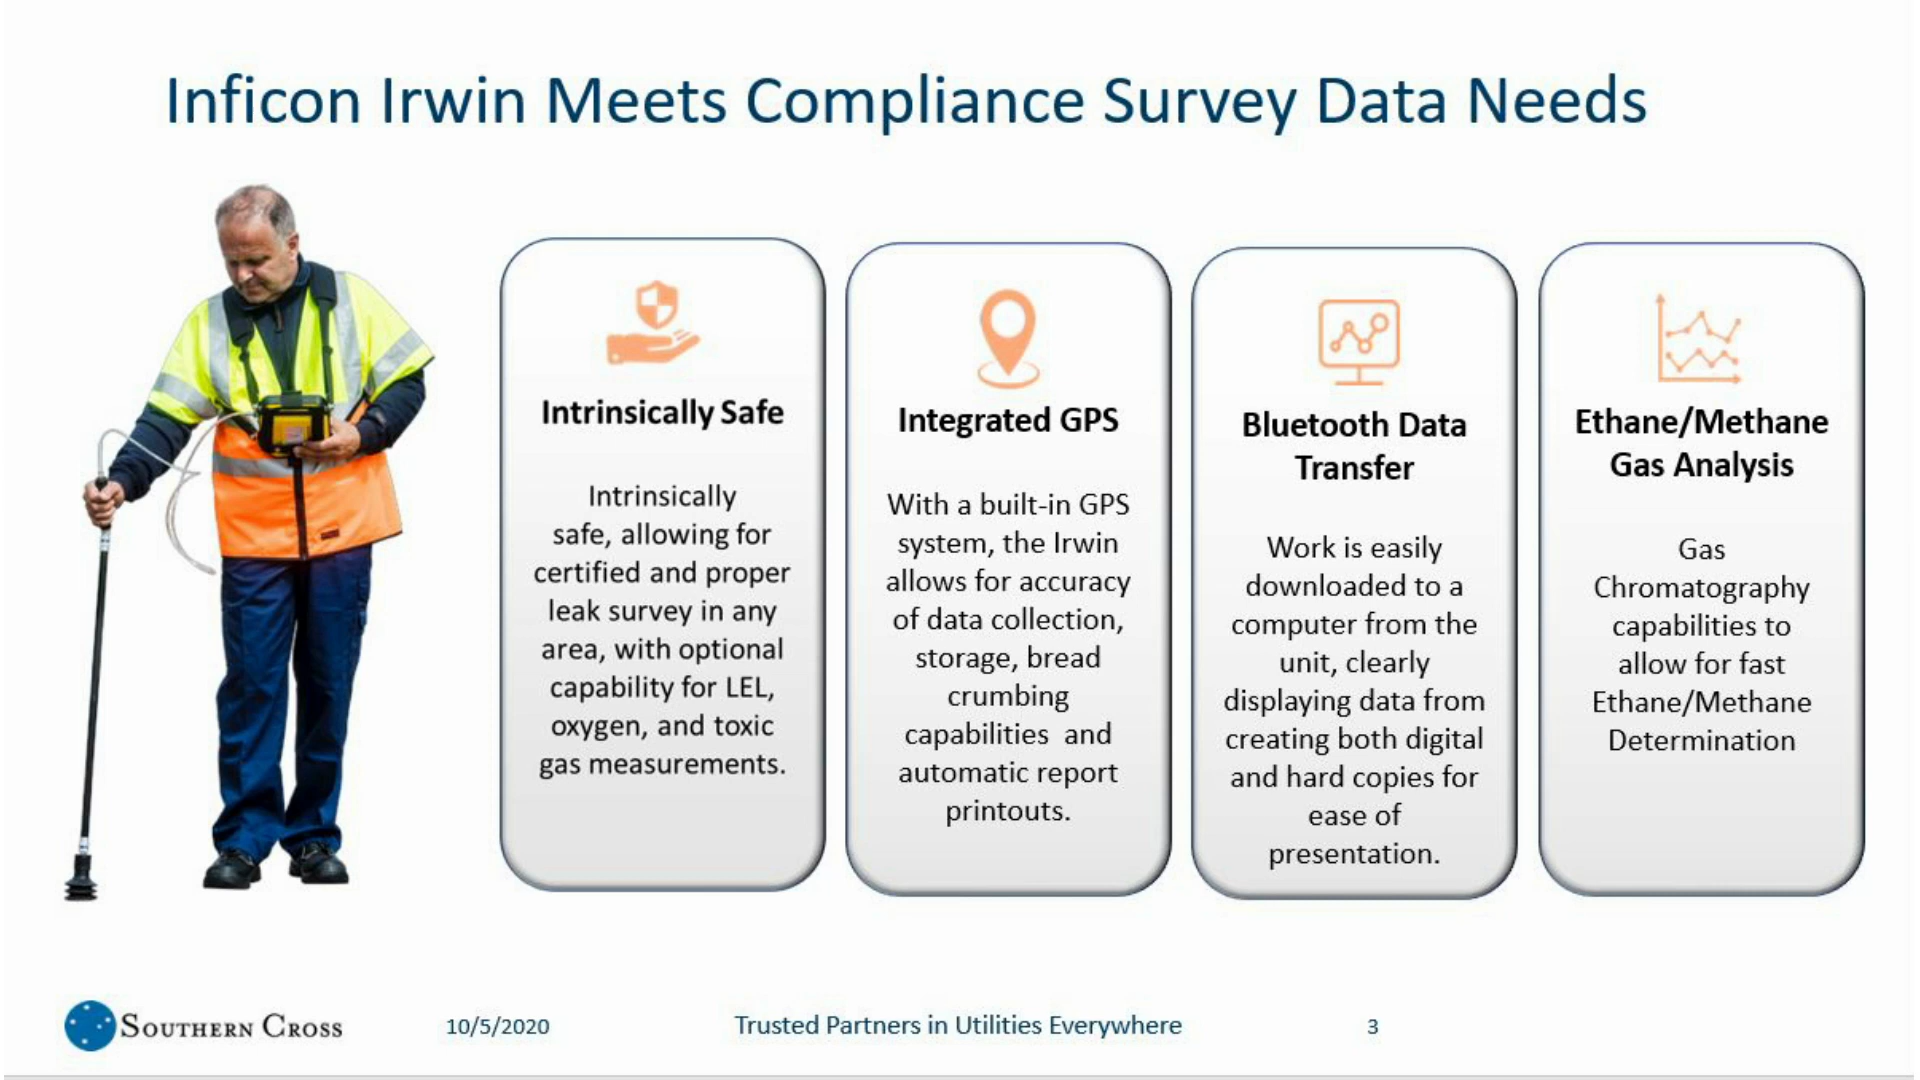 Inficon Irwin Meets Compliance Survey Data Needs
Intrinsically Safe
Intrinsically
safe, allowing for
certified and proper
leak survey in any
area, with optional
capability for LEL,
oxygen, and toxic
gas measurements.
Integrated GPS
With a built-in GPS
system, the Irwin
allows for accuracy
of data collection,
storage, bread
crumbing
capabilities  and
automatic report
printouts.
Bluetooth Data
Transfer
Work is easily
downloaded to a
computer from the
unit, clearly
displaying data from
creating both digital
and hard copies for
ease of
presentation.
Ethane/Methane
Gas Analysis
Gas
Chromatography
capabilities to
allow for fast
Ethane/Methane
Determination
SOUTHERN CROSS
10/5/2020
Trusted Partners in Utilities Everywhere
3